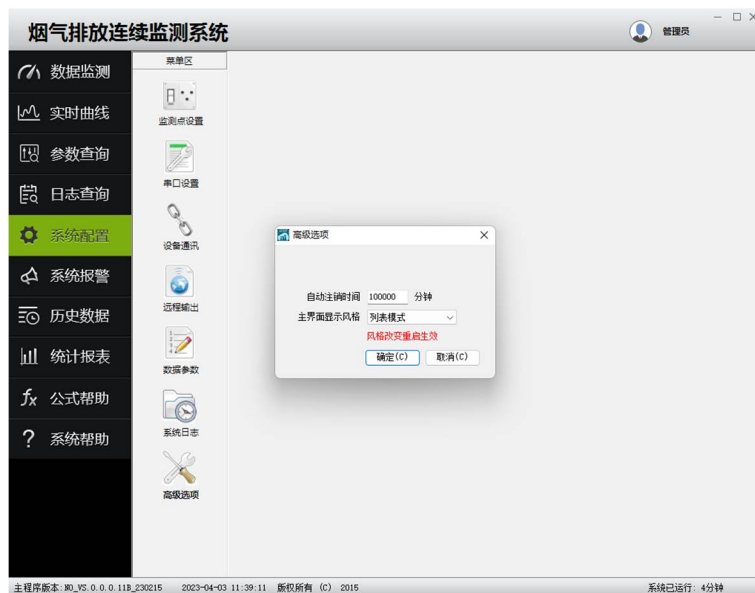 烟气排放连续监测系统
管理员
数据监测
实时曲线
参数查询
日志查询
系统配置
系统报警
历史数据
统计报表
公式帮助
系统帮助
菜单区
监测点设置
串口设置
设备通讯
远程输出
数据参数
系统日志
高级选项
高级选项
自动注销时间 100000 分钟
主界面显示风格 列表模式
风格改变重启生效
确定(C) 取消(C)
主程序版本:NO_VS.0.0.0.11B_230215 2023-04-03 11:39:11 版权所有 (C) 2015 系统已运行: 4分钟